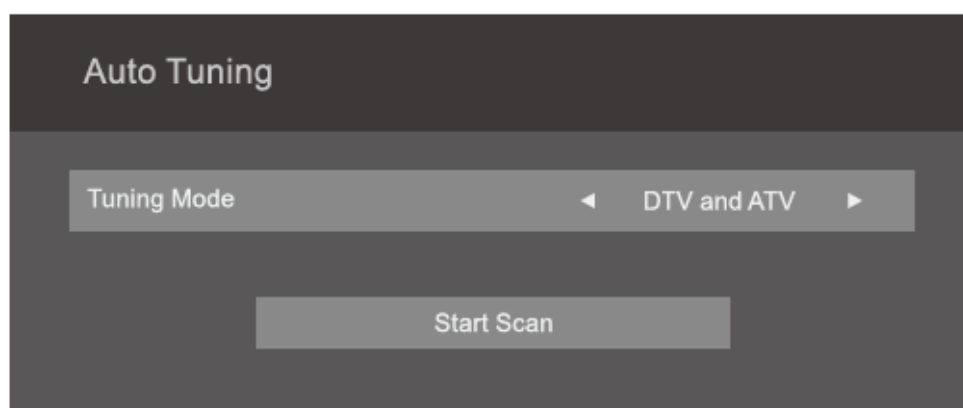 Auto Tuning
Tuning Mode ◄ DTV and ATV ►
Start Scan